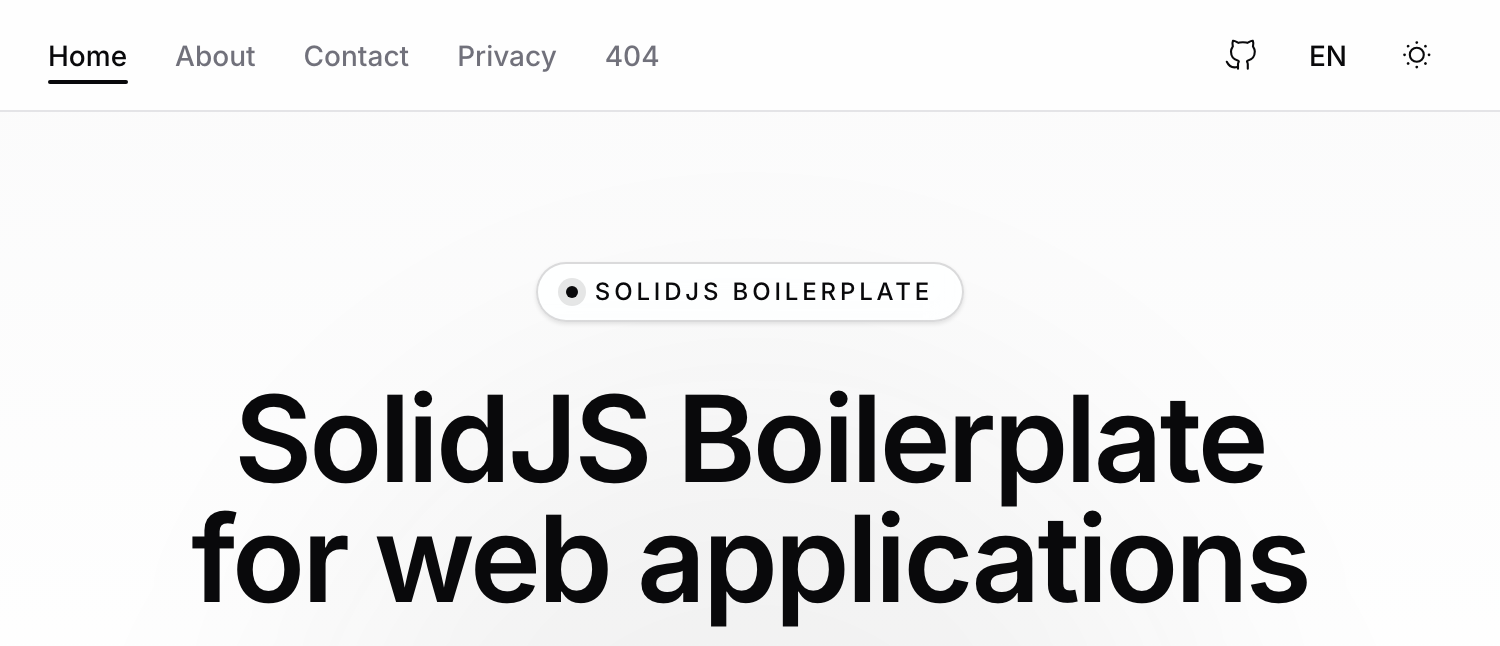 Home About Contact Privacy 404 EN
SOLIDJS BOILERPLATE
SolidJS Boilerplate
for web applications